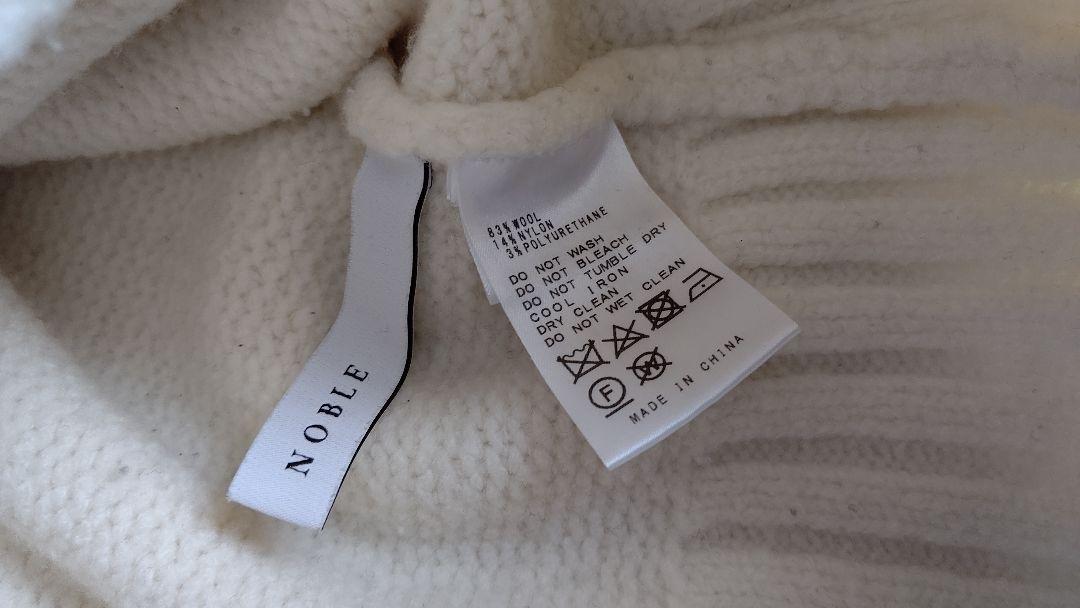 NOBLE
83% WOOL
14% NYLON
3% POLYURETHANE
DO NOT WASH
DO NOT BLEACH
DO NOT TUMBLE DRY
COOL IRON
DRY CLEAN
DO NOT WET CLEAN
W
F
MADE IN CHINA